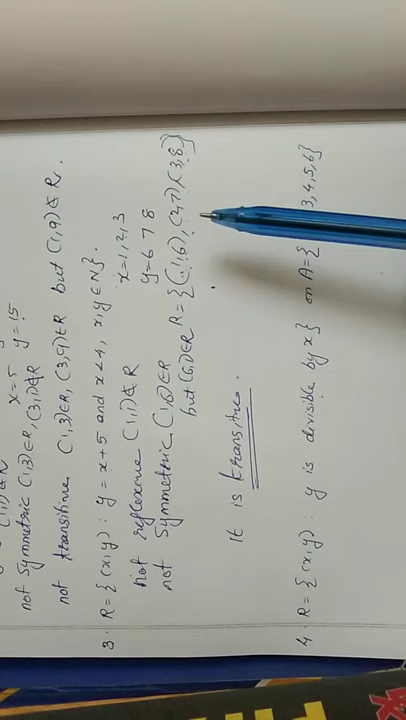 x=5 y=15
not symmetric (1,3)∈R, (3,1)∉R
not transitive (1,3)∈R, (3,9)∈R but (1,9)∉R.
3. R={(x,y): y=x+5 and x<4, x,y∈N}.
not reflexive (1,1)∉R x=1,2,3
not symmetric (1,6)∈R y=6 7 8
but (6,1)∈R R={(1,6),(2,7),(3,8)}
It is transitive.
4. R={(x,y): y is divisible by x} on A={ 3,4,5,6}